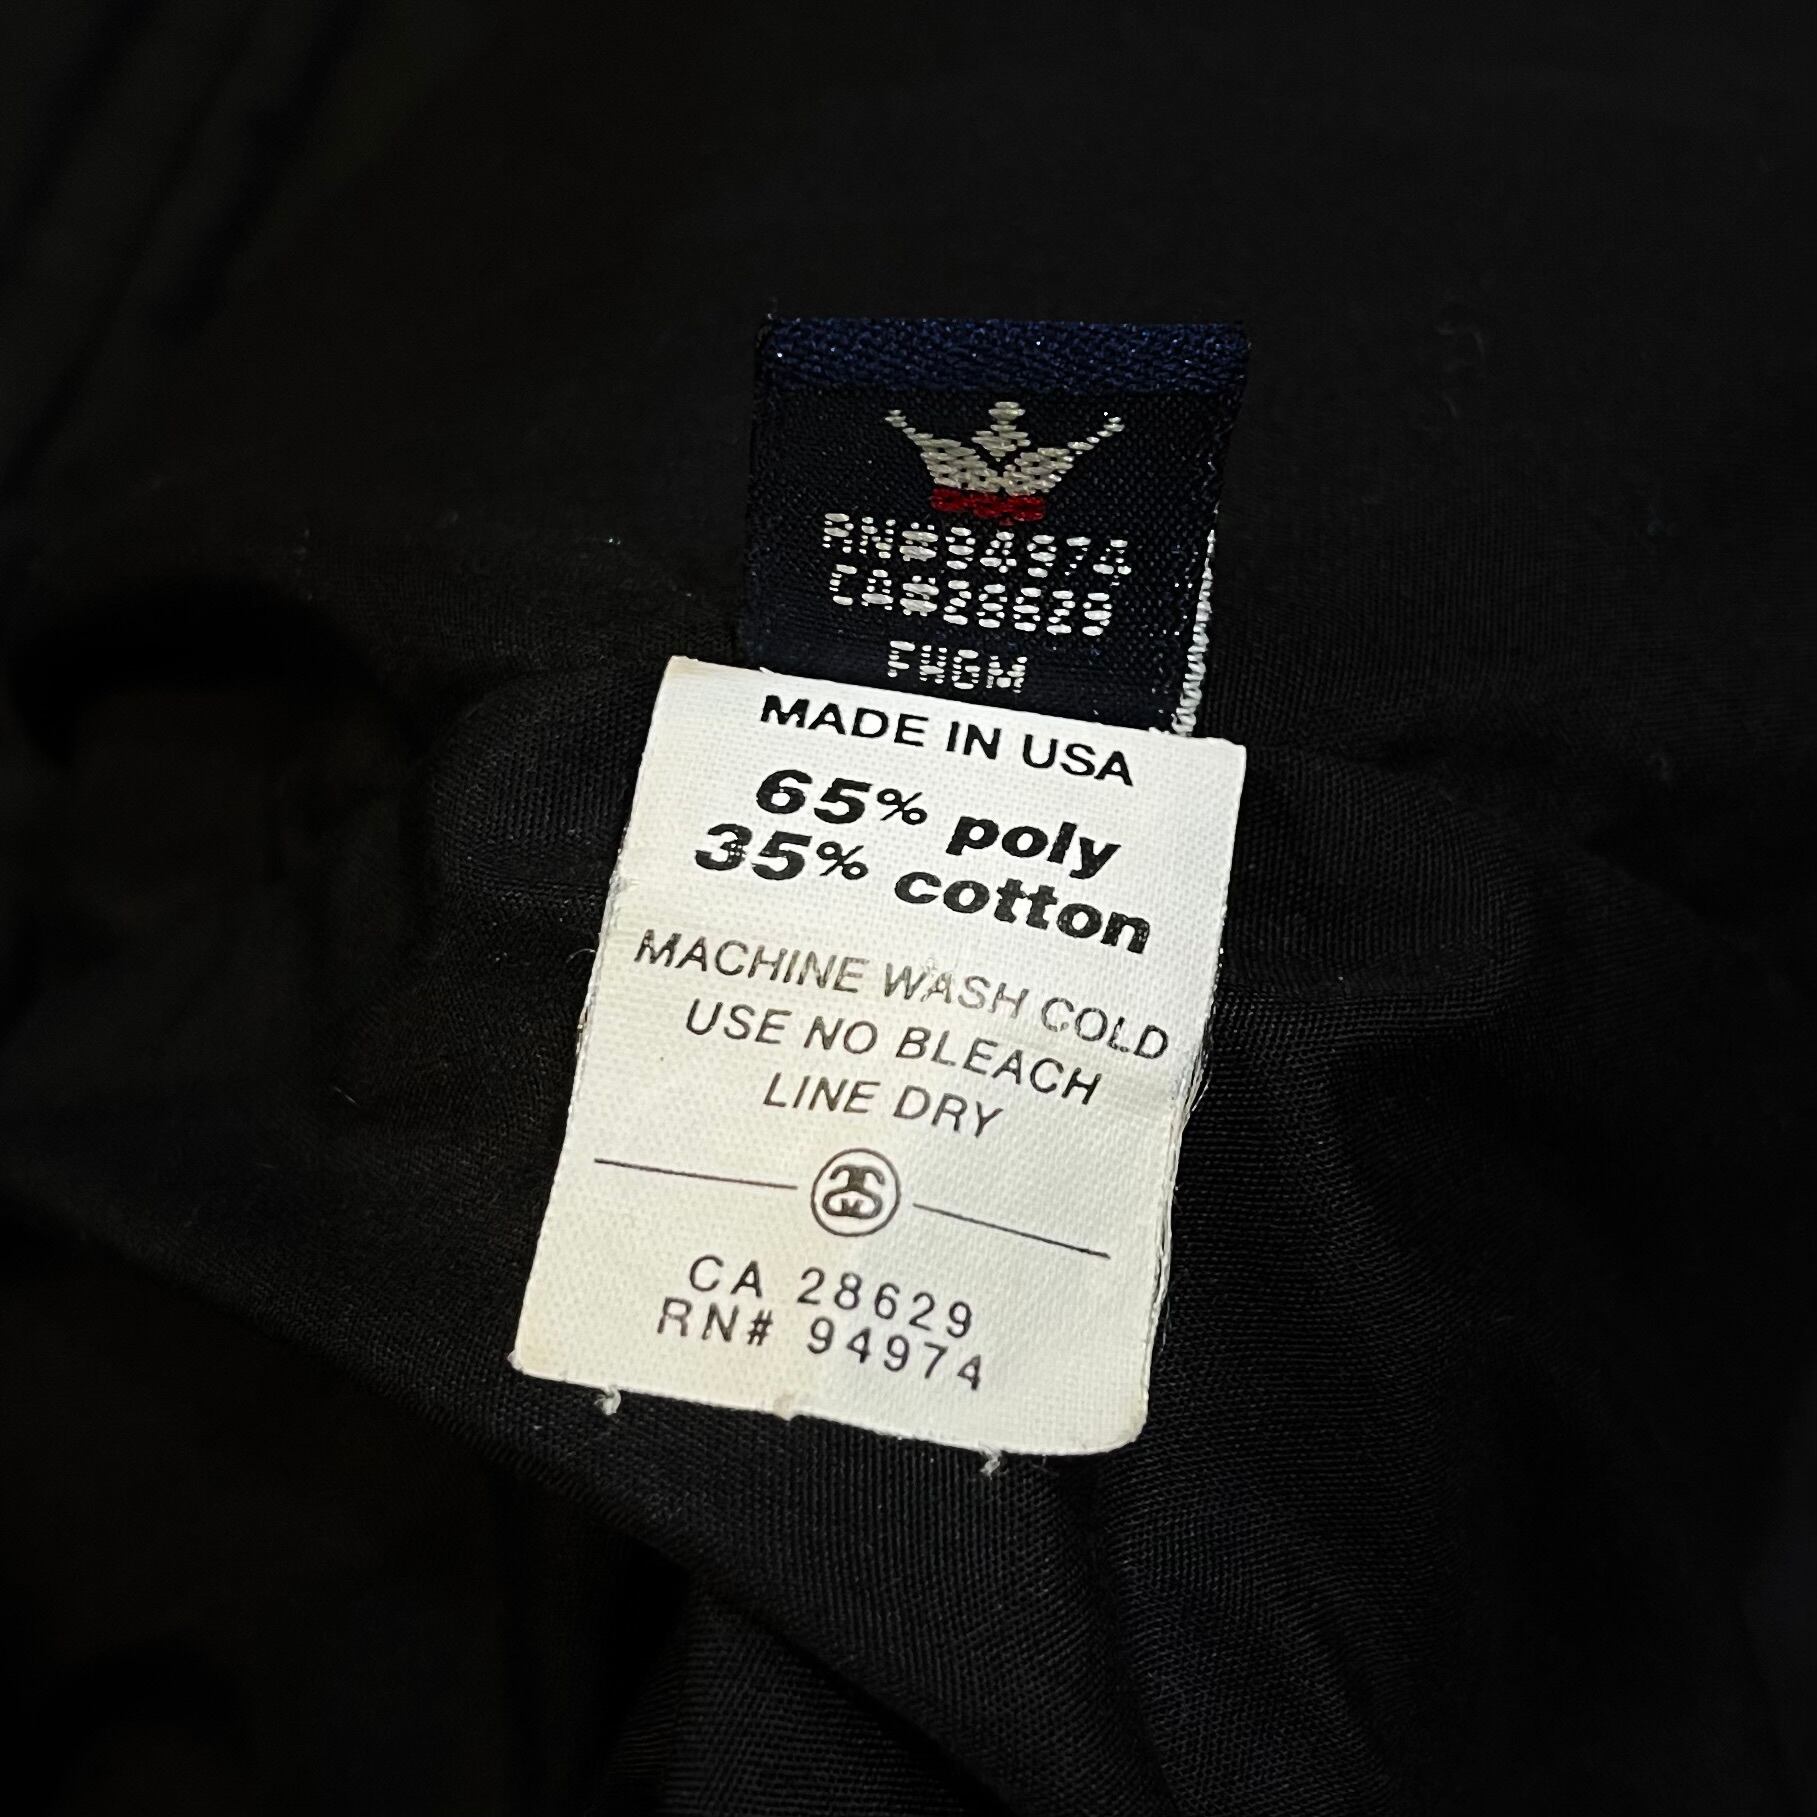 RN#94974
CA#28629
FHGM
MADE IN USA
65% poly
35% cotton
MACHINE WASH COLD
USE NO BLEACH
LINE DRY
CA 28629
RN# 94974